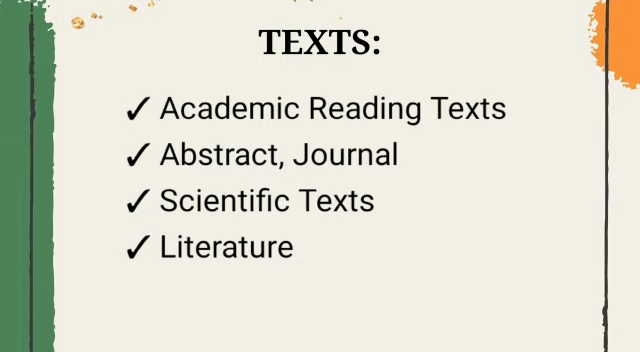 TEXTS:
✓ Academic Reading Texts
✓ Abstract, Journal
✓ Scientific Texts
✓ Literature